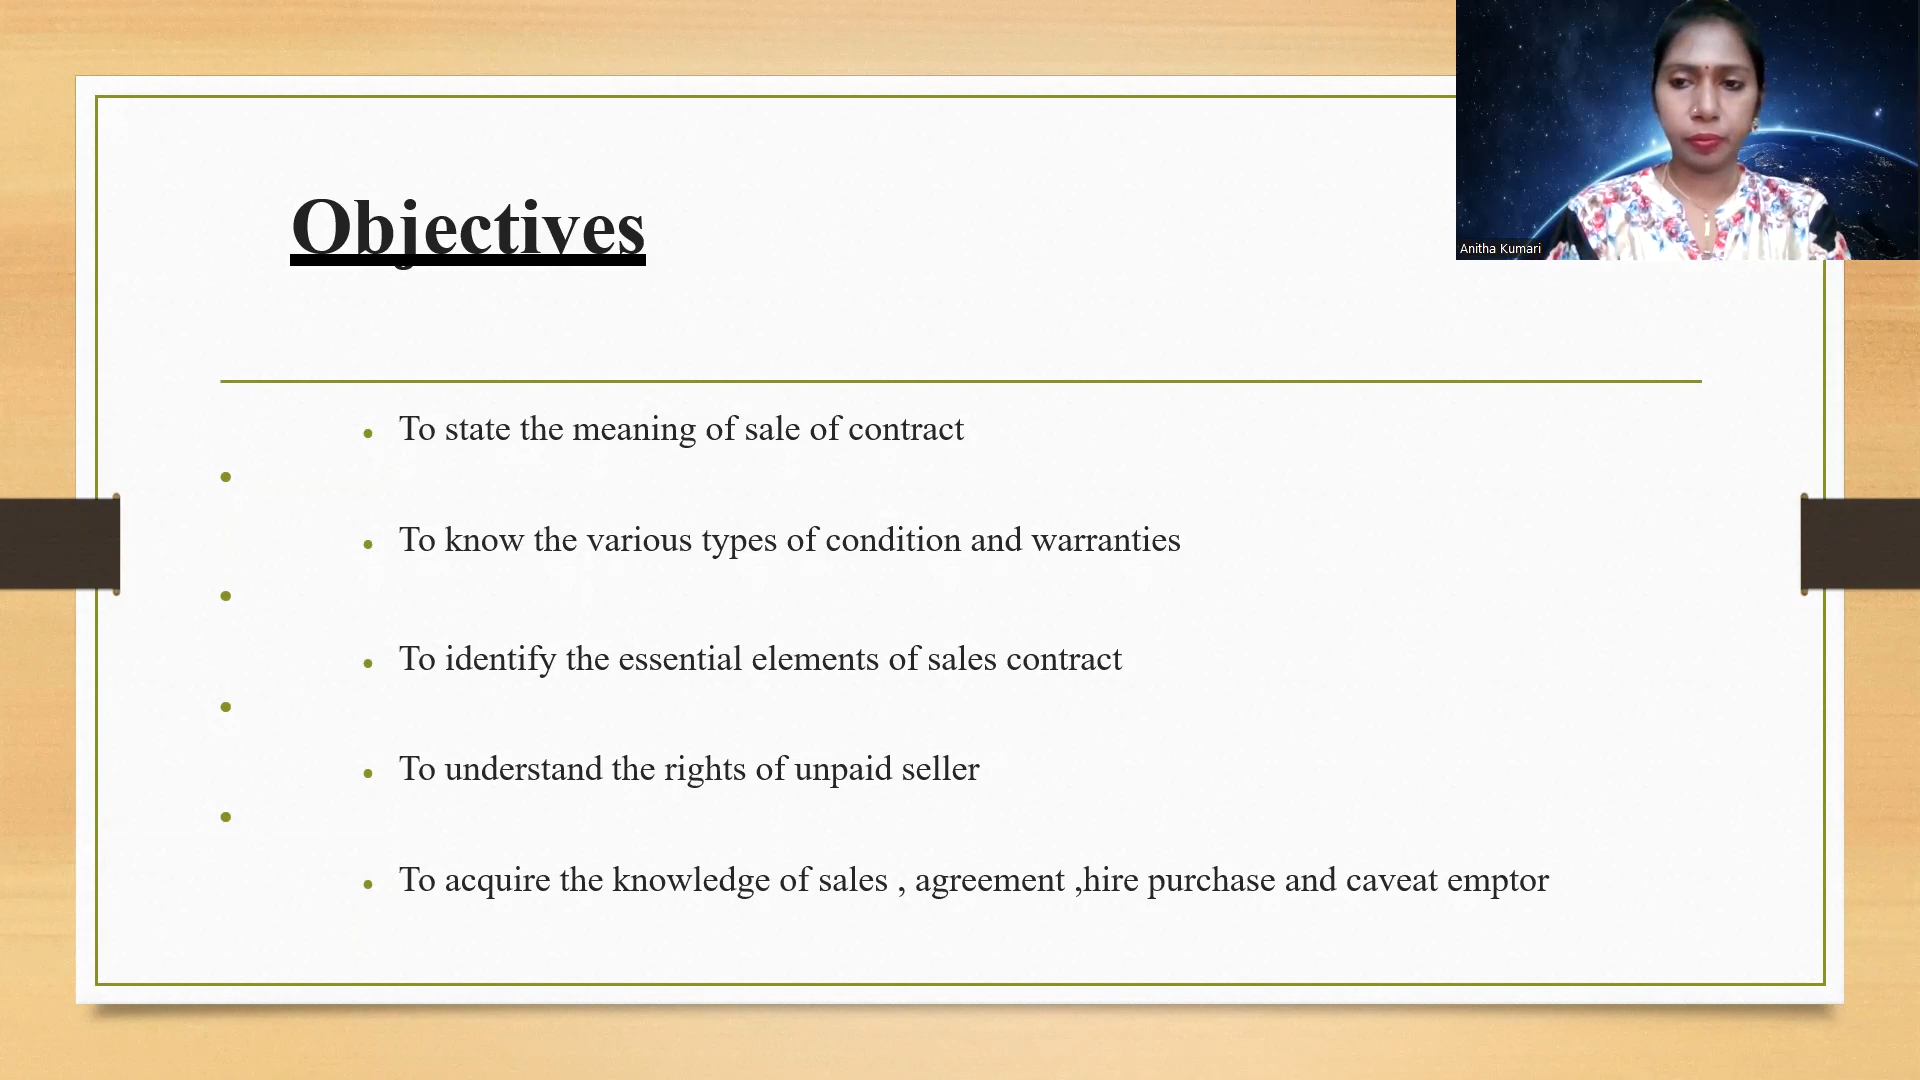 Anitha Kumari
Objectives
• To state the meaning of sale of contract
•
• To know the various types of condition and warranties
•
• To identify the essential elements of sales contract
•
• To understand the rights of unpaid seller
•
• To acquire the knowledge of sales , agreement ,hire purchase and caveat emptor